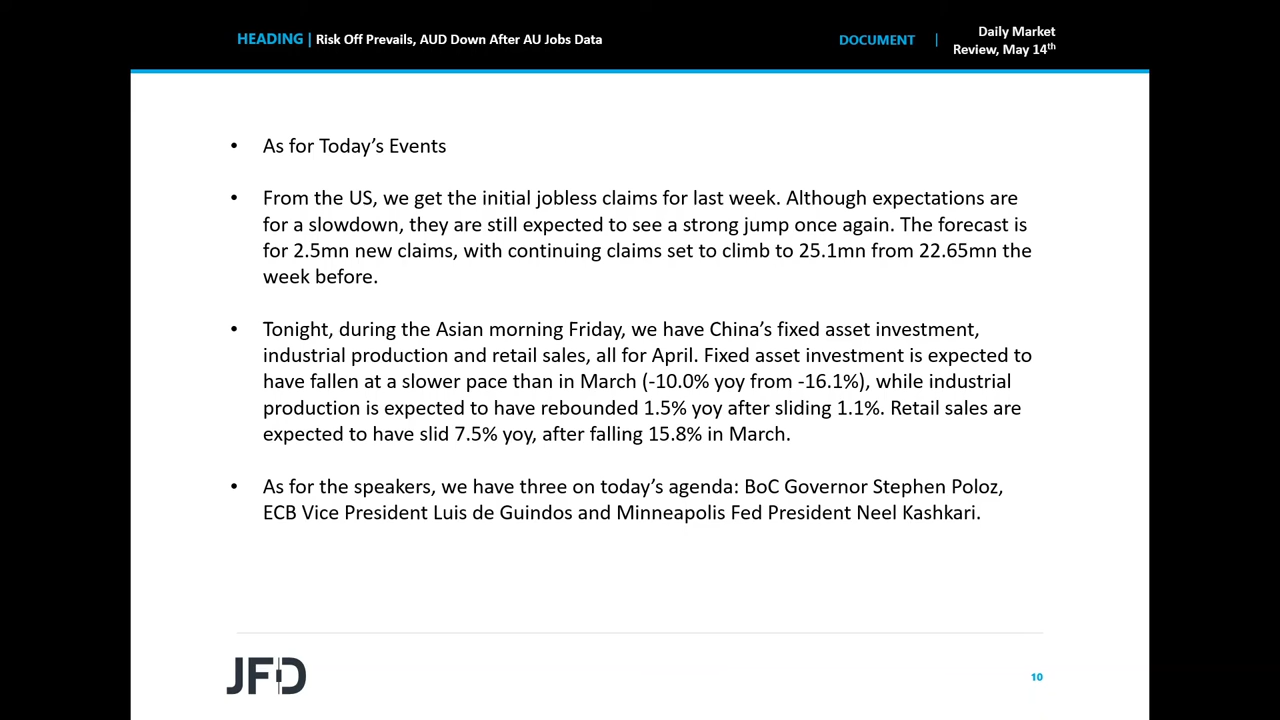 HEADING | Risk Off Prevails, AUD Down After AU Jobs Data
DOCUMENT | Daily Market
Review, May 14th
• As for Today's Events
• From the US, we get the initial jobless claims for last week. Although expectations are
for a slowdown, they are still expected to see a strong jump once again. The forecast is
for 2.5mn new claims, with continuing claims set to climb to 25.1mn from 22.65mn the
week before.
• Tonight, during the Asian morning Friday, we have China's fixed asset investment,
industrial production and retail sales, all for April. Fixed asset investment is expected to
have fallen at a slower pace than in March (-10.0% yoy from -16.1%), while industrial
production is expected to have rebounded 1.5% yoy after sliding 1.1%. Retail sales are
expected to have slid 7.5% yoy, after falling 15.8% in March.
• As for the speakers, we have three on today's agenda: BoC Governor Stephen Poloz,
ECB Vice President Luis de Guindos and Minneapolis Fed President Neel Kashkari.
JFD
10